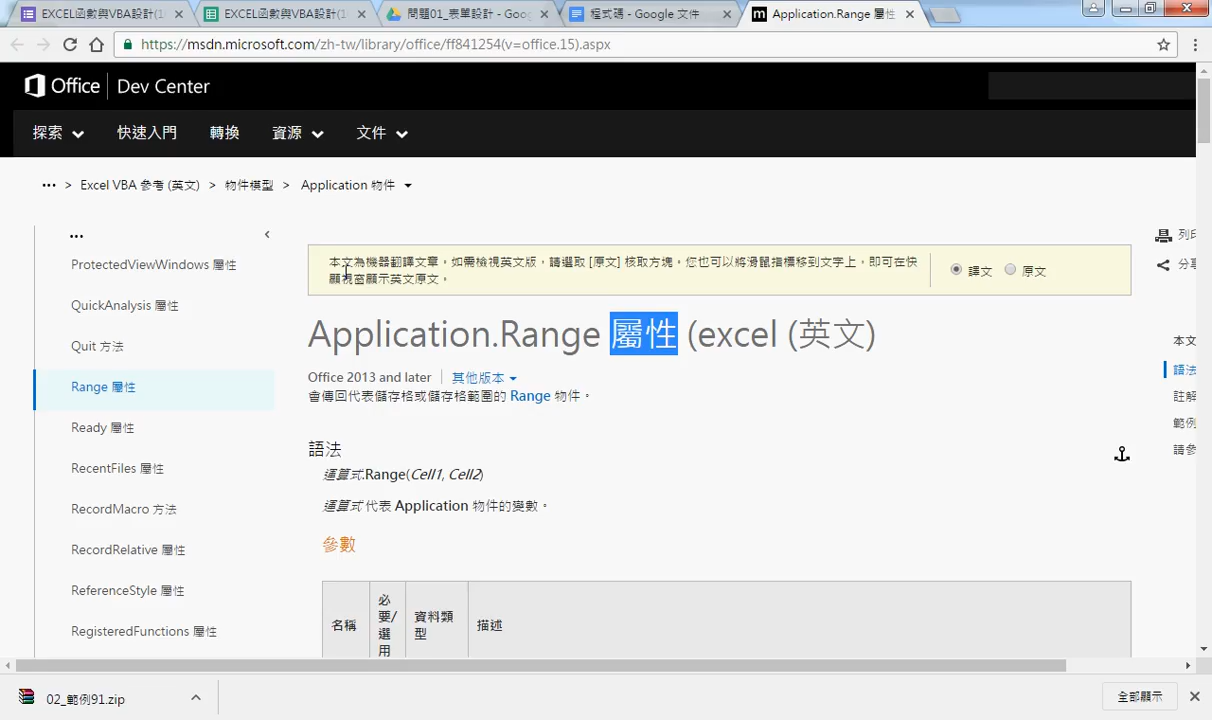 EXCEL函數與VBA設計(1
EXCEL函數與VBA設計(1
問題01_表單設計 - Goo
程式碼 - Google 文件
Application.Range 屬性
https://msdn.microsoft.com/zh-tw/library/office/ff841254(v=office.15).aspx
Office Dev Center
探索 快速入門 轉換 資源 文件
••• > Excel VBA 參考 (英文) > 物件模型 > Application 物件
•••
ProtectedViewWindows 屬性
QuickAnalysis 屬性
Quit 方法
Range 屬性
Ready 屬性
RecentFiles 屬性
RecordMacro 方法
RecordRelative 屬性
ReferenceStyle 屬性
RegisteredFunctions 屬性
本文為機器翻譯文章。如需檢視英文版，請選取 [原文] 核取方塊。您也可以將滑鼠指標移到文字上，即可在快
顯視窗顯示英文原文。
譯文 原文
Application.Range 屬性 (excel (英文)
Office 2013 and later 其他版本
會傳回代表儲存格或儲存格範圍的 Range 物件。
語法
運算式.Range(Cell1, Cell2)
運算式 代表 Application 物件的變數。
參數
名稱
必
要/
選
用
資料類
型
描述
列印
分享
本文
語法
註解
範例
請參
02_範例91.zip
全部顯示